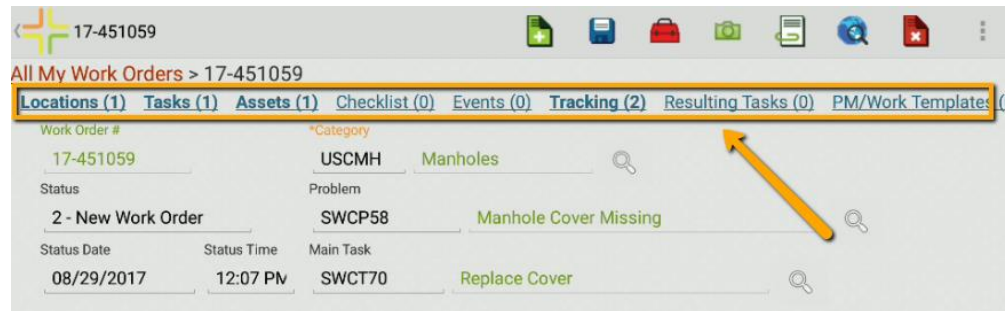 17-451059
All My Work Orders > 17-451059
Locations (1) Tasks (1) Assets (1) Checklist (0) Events (0) Tracking (2) Resulting Tasks (0) PM/Work Templates (
Work Order # *Category
17-451059 USCMH Manholes
Status Problem
2 - New Work Order SWCP58 Manhole Cover Missing
Status Date Status Time Main Task
08/29/2017 12:07 PM SWCT70 Replace Cover